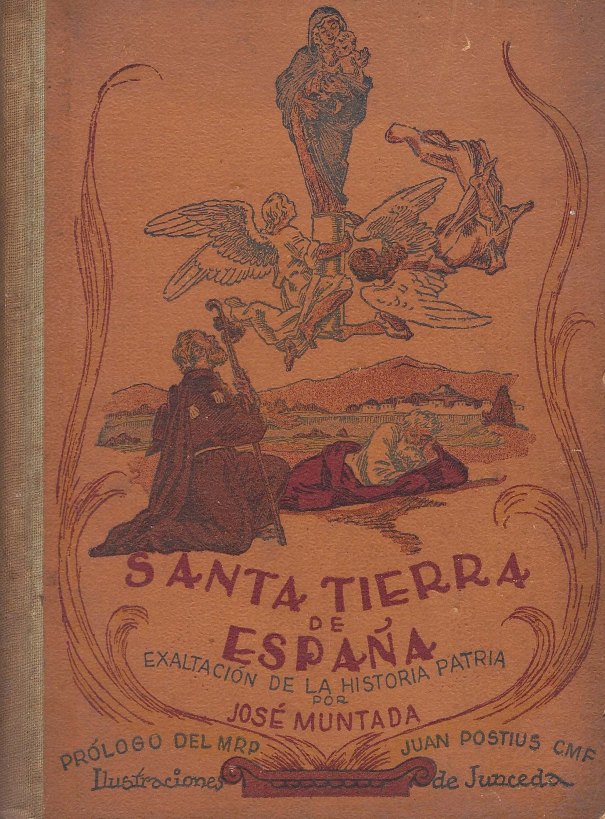 SANTA TIERRA
DE
ESPAÑA
EXALTACIÓN DE LA HISTORIA PATRIA
POR
JOSÉ MUNTADA
PRÓLOGO DEL MRP. JUAN POSTIUS CMF
Ilustraciones de Junceda